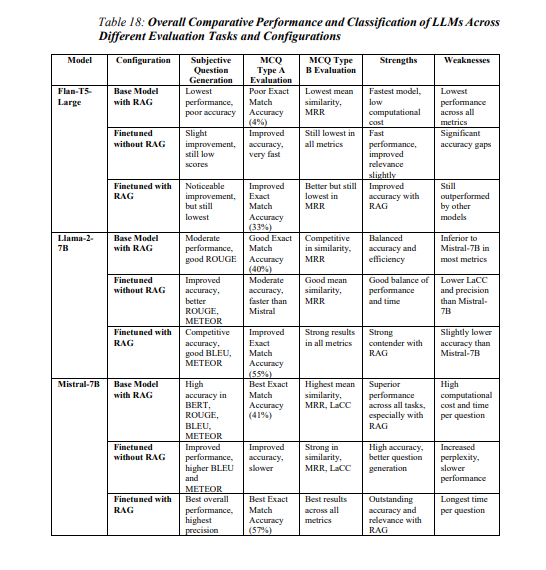 Table 18: Overall Comparative Performance and Classification of LLMs Across
Different Evaluation Tasks and Configurations
Model Configuration Subjective MCQ MCQ Type Strengths Weaknesses
Question Type A B Evaluation
Generation Evaluation
Flan-T5- Base Model Lowest Poor Exact Lowest mean Fastest model, Lowest
Large with RAG performance, Match similarity, low performance
poor accuracy Accuracy MRR computational across all
(4%) cost metrics
Finetuned Slight Improved Still lowest in Fast Significant
without RAG improvement, accuracy, all metrics performance, accuracy gaps
still low very fast improved
scores relevance
slightly
Finetuned with Noticeable Improved Better but still Improved Still
RAG improvement, Exact lowest in accuracy with outperformed
but still Match MRR RAG by other
lowest Accuracy models
(33%)
Llama-2- Base Model Moderate Good Exact Competitive Balanced Inferior to
7B with RAG performance, Match in similarity, accuracy and Mistral-7B in
good ROUGE Accuracy MRR efficiency most metrics
(40%)
Finetuned Improved Moderate Good mean Good balance of Lower LaCC
without RAG accuracy, accuracy, similarity, performance and precision
better faster than MRR and time than Mistral-
ROUGE, Mistral 7B
METEOR
Finetuned with Competitive Improved Strong results Strong Slightly lower
RAG accuracy, Exact in all metrics contender with accuracy than
good BLEU, Match RAG Mistral-7B
METEOR Accuracy
(55%)
Mistral-7B Base Model High Best Exact Highest mean Superior High
with RAG accuracy in Match similarity, performance computational
BERT, Accuracy MRR, LaCC across all tasks, cost and time
ROUGE, (41%) especially with per question
BLEU, RAG
METEOR
Finetuned Improved Improved Strong in High accuracy, Increased
without RAG performance, accuracy, similarity, better question perplexity,
higher BLEU slower MRR, LaCC generation slower
and performance
METEOR
Finetuned with Best overall Best Exact Best results Outstanding Longest time
RAG performance, Match across all accuracy and per question
highest Accuracy metrics relevance with
precision (57%) RAG